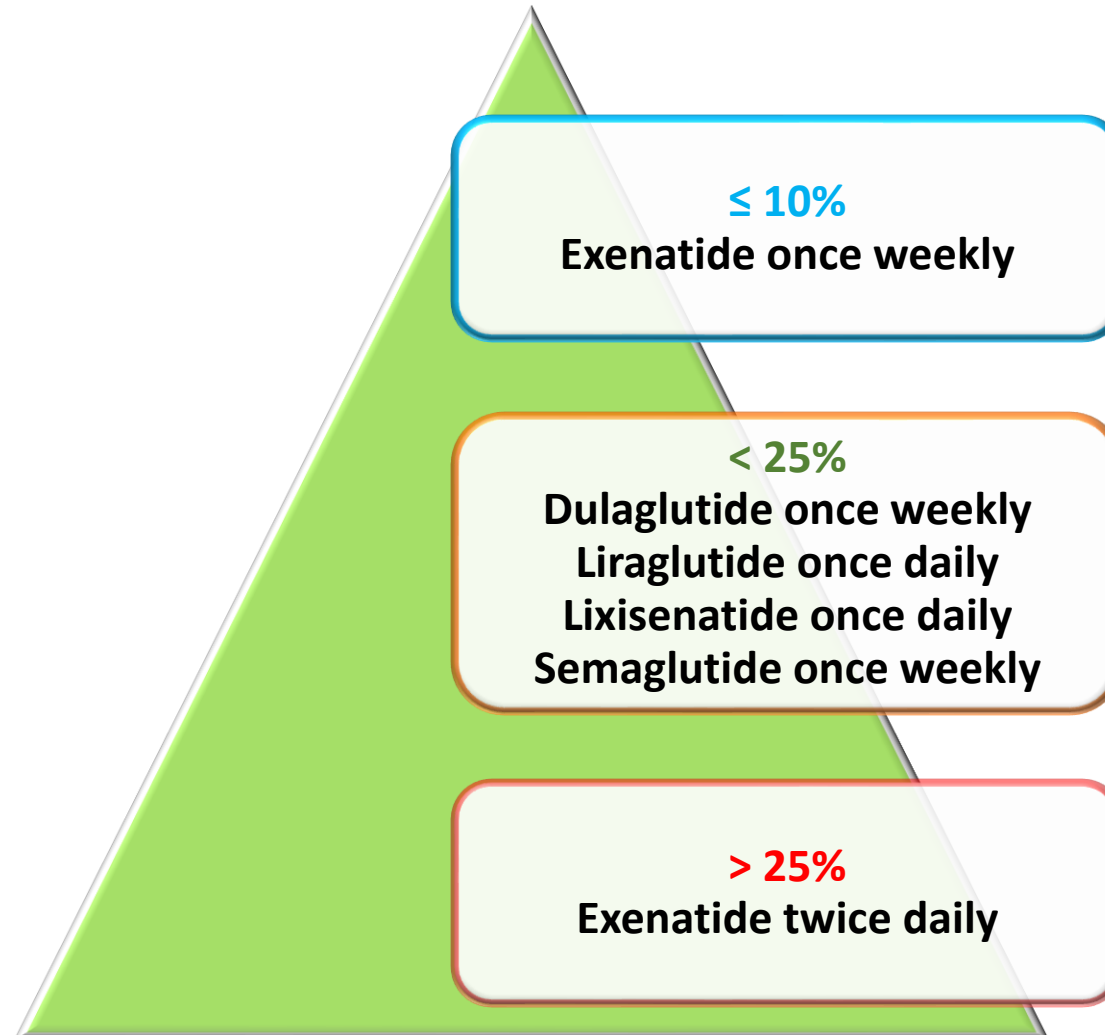 ≤ 10%
Exenatide once weekly
< 25%
Dulaglutide once weekly
Liraglutide once daily
Lixisenatide once daily
Semaglutide once weekly
> 25%
Exenatide twice daily